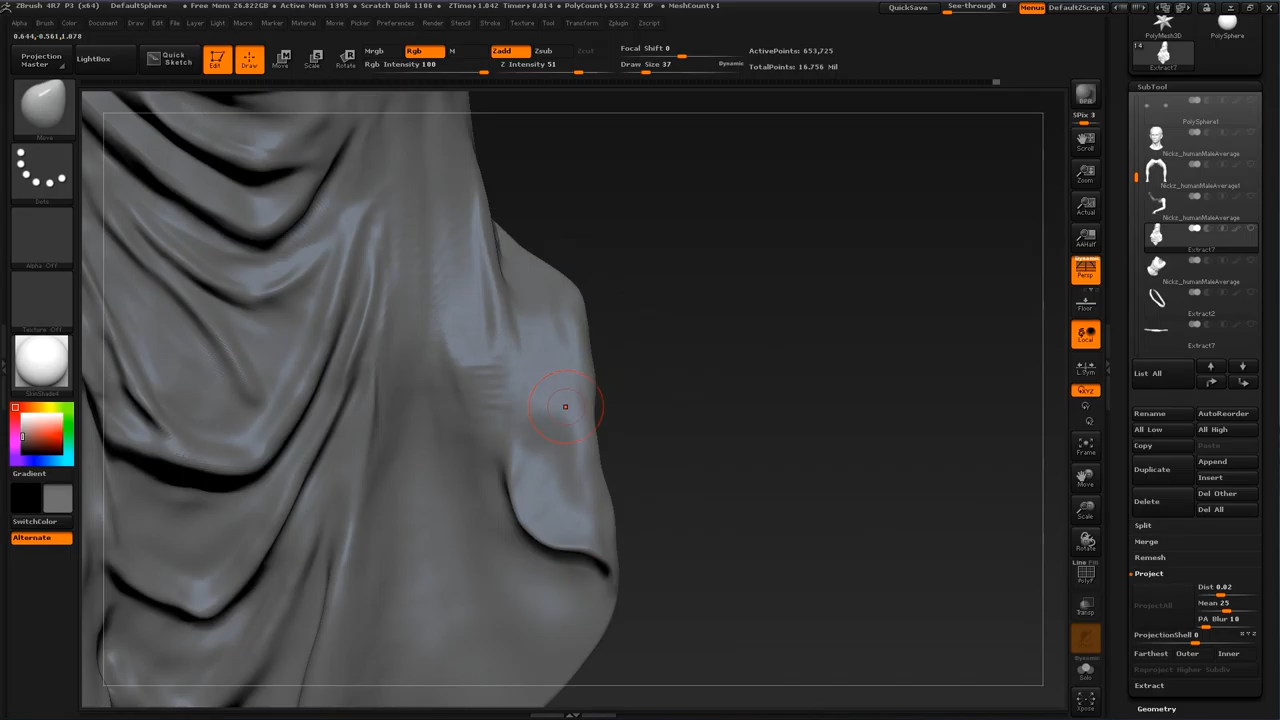 ZBrush 4R7 P3 (x64) DefaultSphere • Free Mem 26.822GB • Active Mem 1395 • Scratch Disk 1106 • ZTime▸1.042 Timer▸0.014 • PolyCount▸653.232 KP • MeshCount▸1
QuickSave See-through 0 Menus DefaultZScript
Alpha Brush Color Document Draw Edit File Layer Light Macro Marker Material Movie Picture Preferences Render Stencil Stroke Texture Tool Transform Zplugin Zscript
0.644,-0.561,1.078
Projection Master
LightBox
Quick Sketch
Edit Draw Move Scale Rotate
Mrgb Rgb M
Rgb Intensity 100
Zadd Zsub Zcut
Z Intensity 51
Focal Shift 0
Draw Size 37 Dynamic
ActivePoints: 653,725
TotalPoints: 16.756 Mil
Move
Dots
Alpha Off
Texture Off
SkinShade4
Gradient
SwitchColor
Alternate
BPR
SPix 3
Scroll
Zoom
Actual
AAHalf
Dynamic
Persp
Floor
Local
L.Sym
XYZ
Frame
Move
Scale
Rotate
Line Fill
PolyF
Transp
Dynamic
Solo
Xpose
PolyMesh3D PolySphere
14
Extract7
SubTool
PolySphere1
Nickz_humanMaleAverage
Nickz_humanMaleAverage1
Nickz_humanMaleAverage
Extract7
Nickz_humanMaleAverage
Extract2
Extract7
List All
Rename AutoReorder
All Low All High
Copy Paste
Duplicate Append
Insert
Delete Del Other
Del All
Split
Merge
Remesh
Project
Dist 0.02
ProjectAll Mean 25
PA Blur 10
ProjectionShell 0 X Y Z
Farthest Outer Inner
Reproject Higher Subdiv
Extract
Geometry